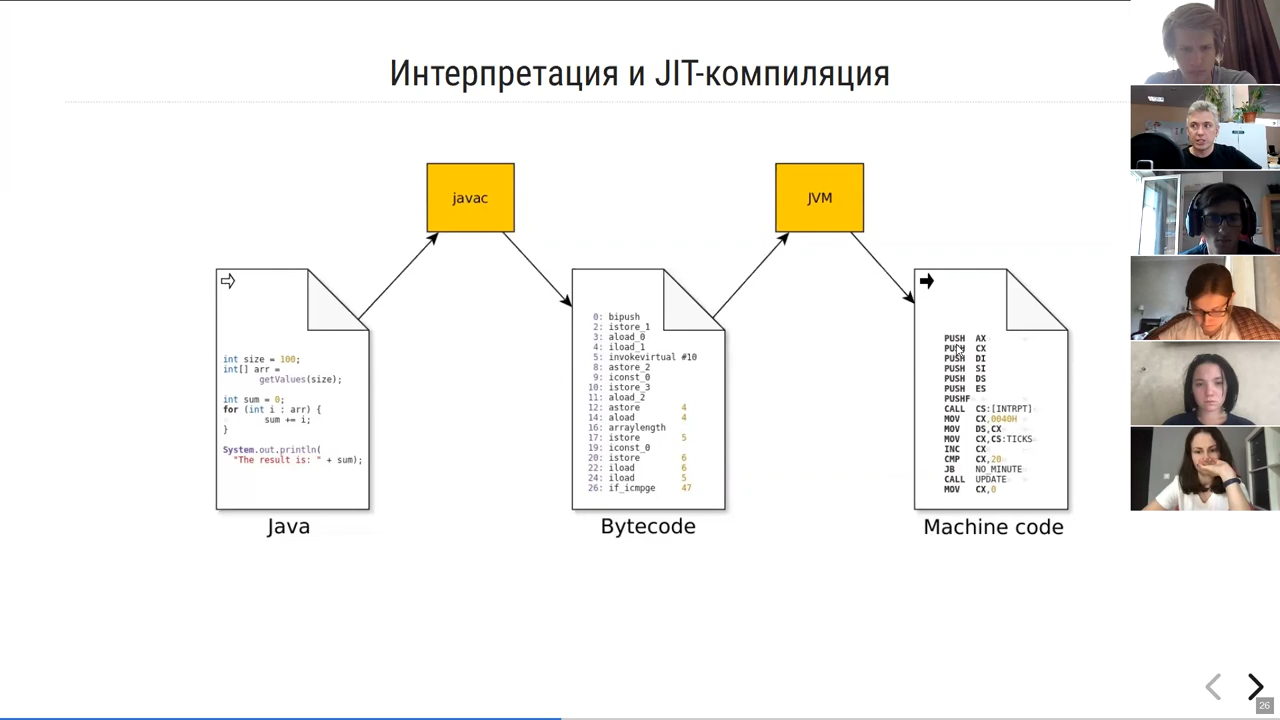 Интерпретация и JIT-компиляция
javac
JVM
int size = 100;
int[] arr =
getValues(size);
int sum = 0;
for (int i : arr) {
sum += i;
}
System.out.println(
"The result is: " + sum);
Java
0: bipush
2: istore_1
3: aload_0
4: iload_1
5: invokevirtual #10
8: astore_2
9: iconst_0
10: istore_3
11: aload_2
12: astore 4
14: aload 4
16: arraylength
17: istore 5
19: iconst_0
20: istore 6
22: iload 6
24: iload 5
26: if_icmpge 47
Bytecode
PUSH AX
PUSH CX
PUSH DI
PUSH SI
PUSH DS
PUSH ES
PUSHF
CALL CS:[INTRPT]
MOV CX,0040H
MOV DS,CX
MOV CX,CS:TICKS
INC CX
CMP CX,20
JB NO_MINUTE
CALL UPDATE
MOV CX,0
Machine code
26